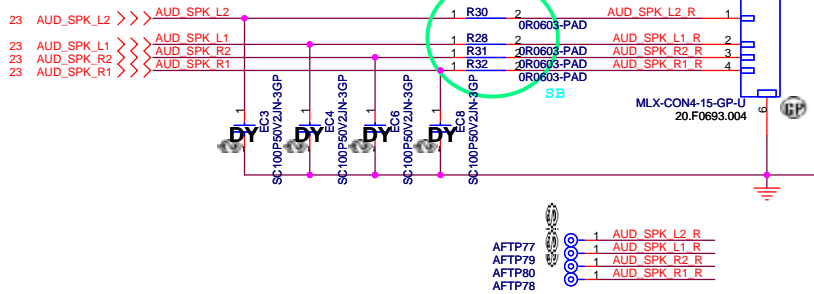 23 AUD_SPK_L2 AUD_SPK_L2 1 R30 2 AUD_SPK_L2_R 1
0R0603-PAD
23 AUD_SPK_L1 AUD_SPK_L1 1 R28 2 AUD_SPK_L1_R 2
23 AUD_SPK_R2 AUD_SPK_R2 1 R31 2 0R0603-PAD AUD_SPK_R2_R 3
23 AUD_SPK_R1 AUD_SPK_R1 1 R32 2 0R0603-PAD AUD_SPK_R1_R 4
0R0603-PAD
SB
MLX-CON4-15-GP-U
20.F0693.004
6
GP
1 1 1 1
DY DY DY DY
EC3 EC4 EC6 EC8
SC100P50V2JN-3GP SC100P50V2JN-3GP SC100P50V2JN-3GP SC100P50V2JN-3GP
AFTP77 1 AUD_SPK_L2_R
AFTP79 1 AUD_SPK_L1_R
AFTP80 1 AUD_SPK_R2_R
AFTP78 1 AUD_SPK_R1_R